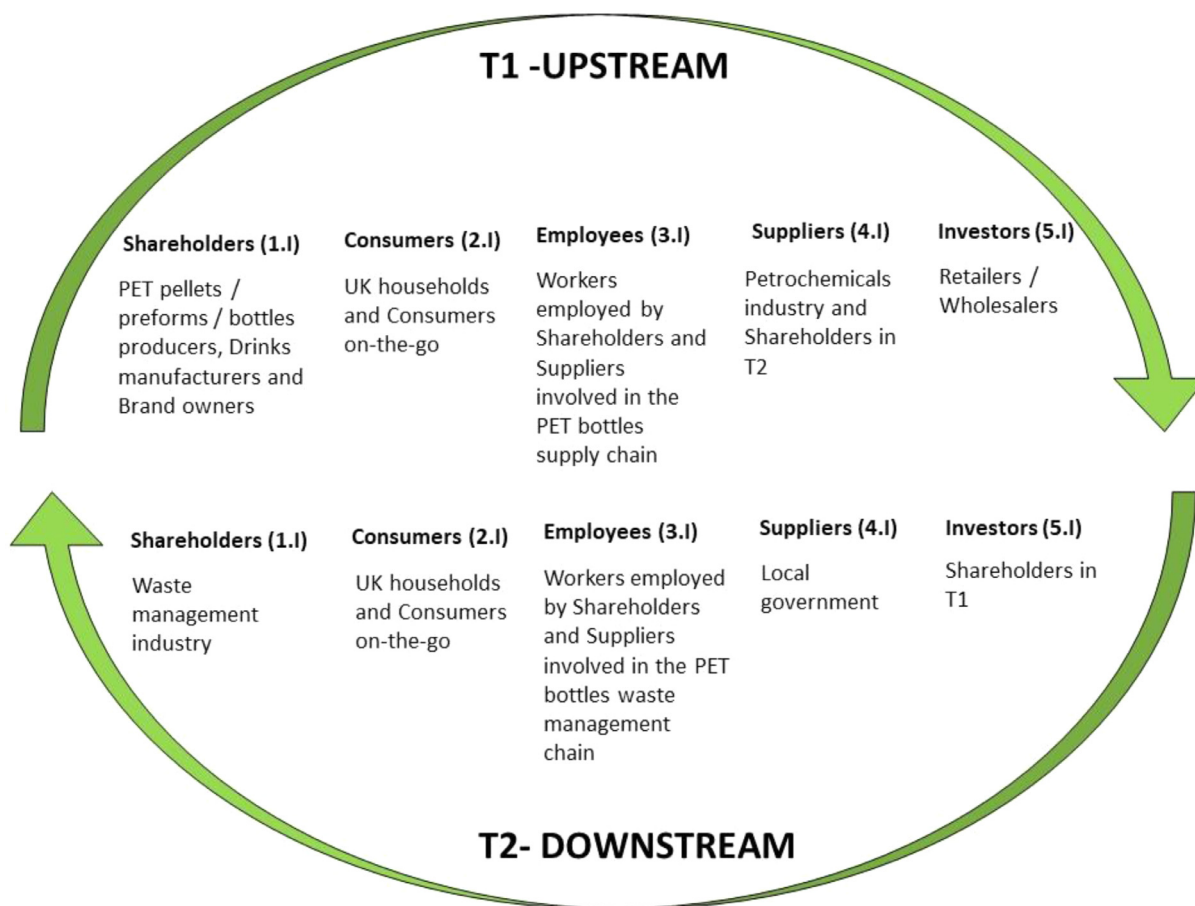 T1 -UPSTREAM
Shareholders (1.I)
PET pellets /
preforms / bottles
producers, Drinks
manufacturers and
Brand owners
Consumers (2.I)
UK households
and Consumers
on-the-go
Employees (3.I)
Workers
employed by
Shareholders and
Suppliers
involved in the
PET bottles
supply chain
Suppliers (4.I)
Petrochemicals
industry and
Shareholders in
T2
Investors (5.I)
Retailers /
Wholesalers
Shareholders (1.I)
Waste
management
industry
Consumers (2.I)
UK households
and Consumers
on-the-go
Employees (3.I)
Workers employed
by Shareholders
and Suppliers
involved in the PET
bottles waste
management
chain
Suppliers (4.I)
Local
government
Investors (5.I)
Shareholders in
T1
T2- DOWNSTREAM